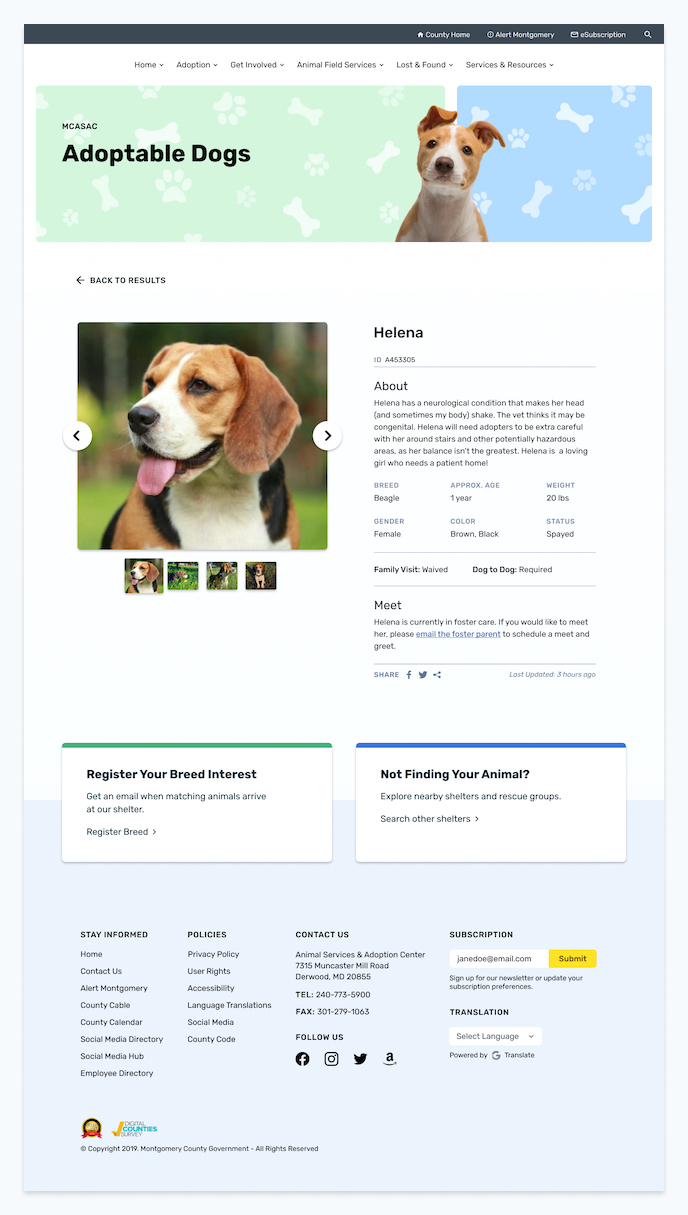 County Home Alert Montgomery eSubscription
Home Adoption Get Involved Animal Field Services Lost & Found Services & Resources
MCASAC
Adoptable Dogs
BACK TO RESULTS
Helena
ID A453305
About
Helena has a neurological condition that makes her head
(and sometimes my body) shake. The vet thinks it may be
congenital. Helena will need adopters to be extra careful
with her around stairs and other potentially hazardous
areas, as her balance isn't the greatest. Helena is a loving
girl who needs a patient home!
BREED APPROX. AGE WEIGHT
Beagle 1 year 20 lbs
GENDER COLOR STATUS
Female Brown, Black Spayed
Family Visit: Waived Dog to Dog: Required
Meet
Helena is currently in foster care. If you would like to meet
her, please email the foster parent to schedule a meet and
greet.
SHARE Last Updated: 3 hours ago
Register Your Breed Interest
Get an email when matching animals arrive
at our shelter.
Register Breed
Not Finding Your Animal?
Explore nearby shelters and rescue groups.
Search other shelters
STAY INFORMED
Home
Contact Us
Alert Montgomery
County Cable
County Calendar
Social Media Directory
Social Media Hub
Employee Directory
POLICIES
Privacy Policy
User Rights
Accessibility
Language Translations
Social Media
County Code
CONTACT US
Animal Services & Adoption Center
7315 Muncaster Mill Road
Derwood, MD 20855
TEL: 240-773-5900
FAX: 301-279-1063
FOLLOW US
SUBSCRIPTION
janedoe@email.com Submit
Sign up for our newsletter or update your
subscription preferences.
TRANSLATION
Select Language
Powered by G Translate
DIGITAL
COUNTIES
SURVEY
© Copyright 2019. Montgomery County Government - All Rights Reserved